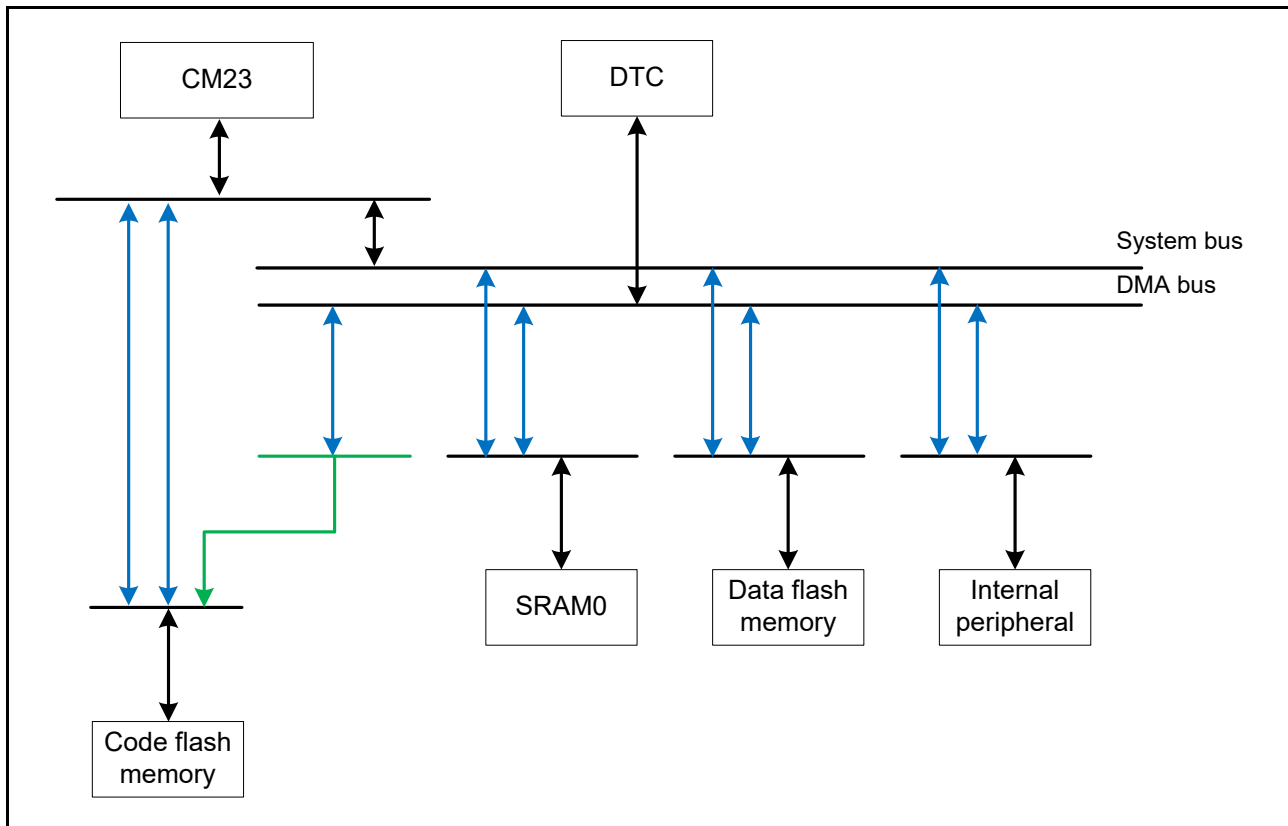 CM23
DTC
System bus
DMA bus
SRAM0
Data flash
memory
Internal
peripheral
Code flash
memory